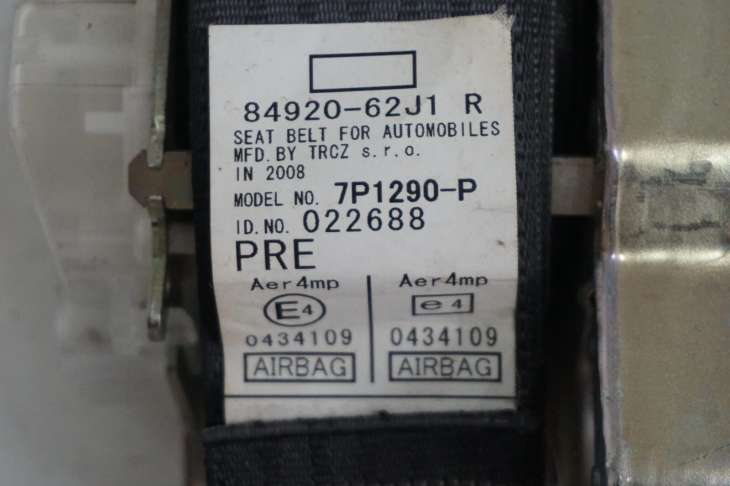 84920-62J1 R
SEAT BELT FOR AUTOMOBILES
MFD. BY TRCZ s.r.o.
IN 2008
MODEL NO. 7P1290-P
ID. NO. 022688
PRE
Aer4mp Aer4mp
E4 e4
0434109 0434109
AIRBAG AIRBAG